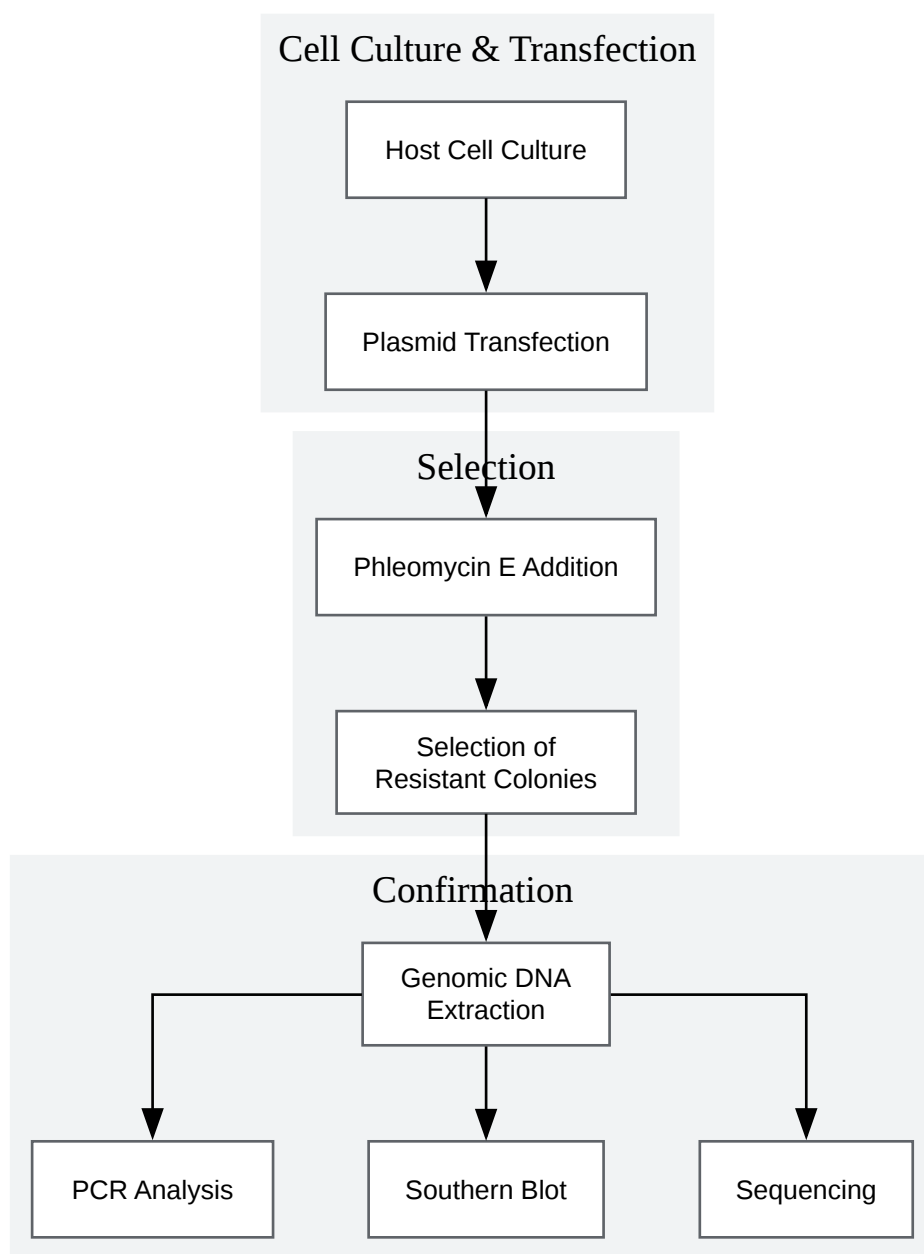 Cell Culture & Transfection
Host Cell Culture
Plasmid Transfection
Selection
Phleomycin E Addition
Selection of
Resistant Colonies
Confirmation
Genomic DNA
Extraction
PCR Analysis
Southern Blot
Sequencing